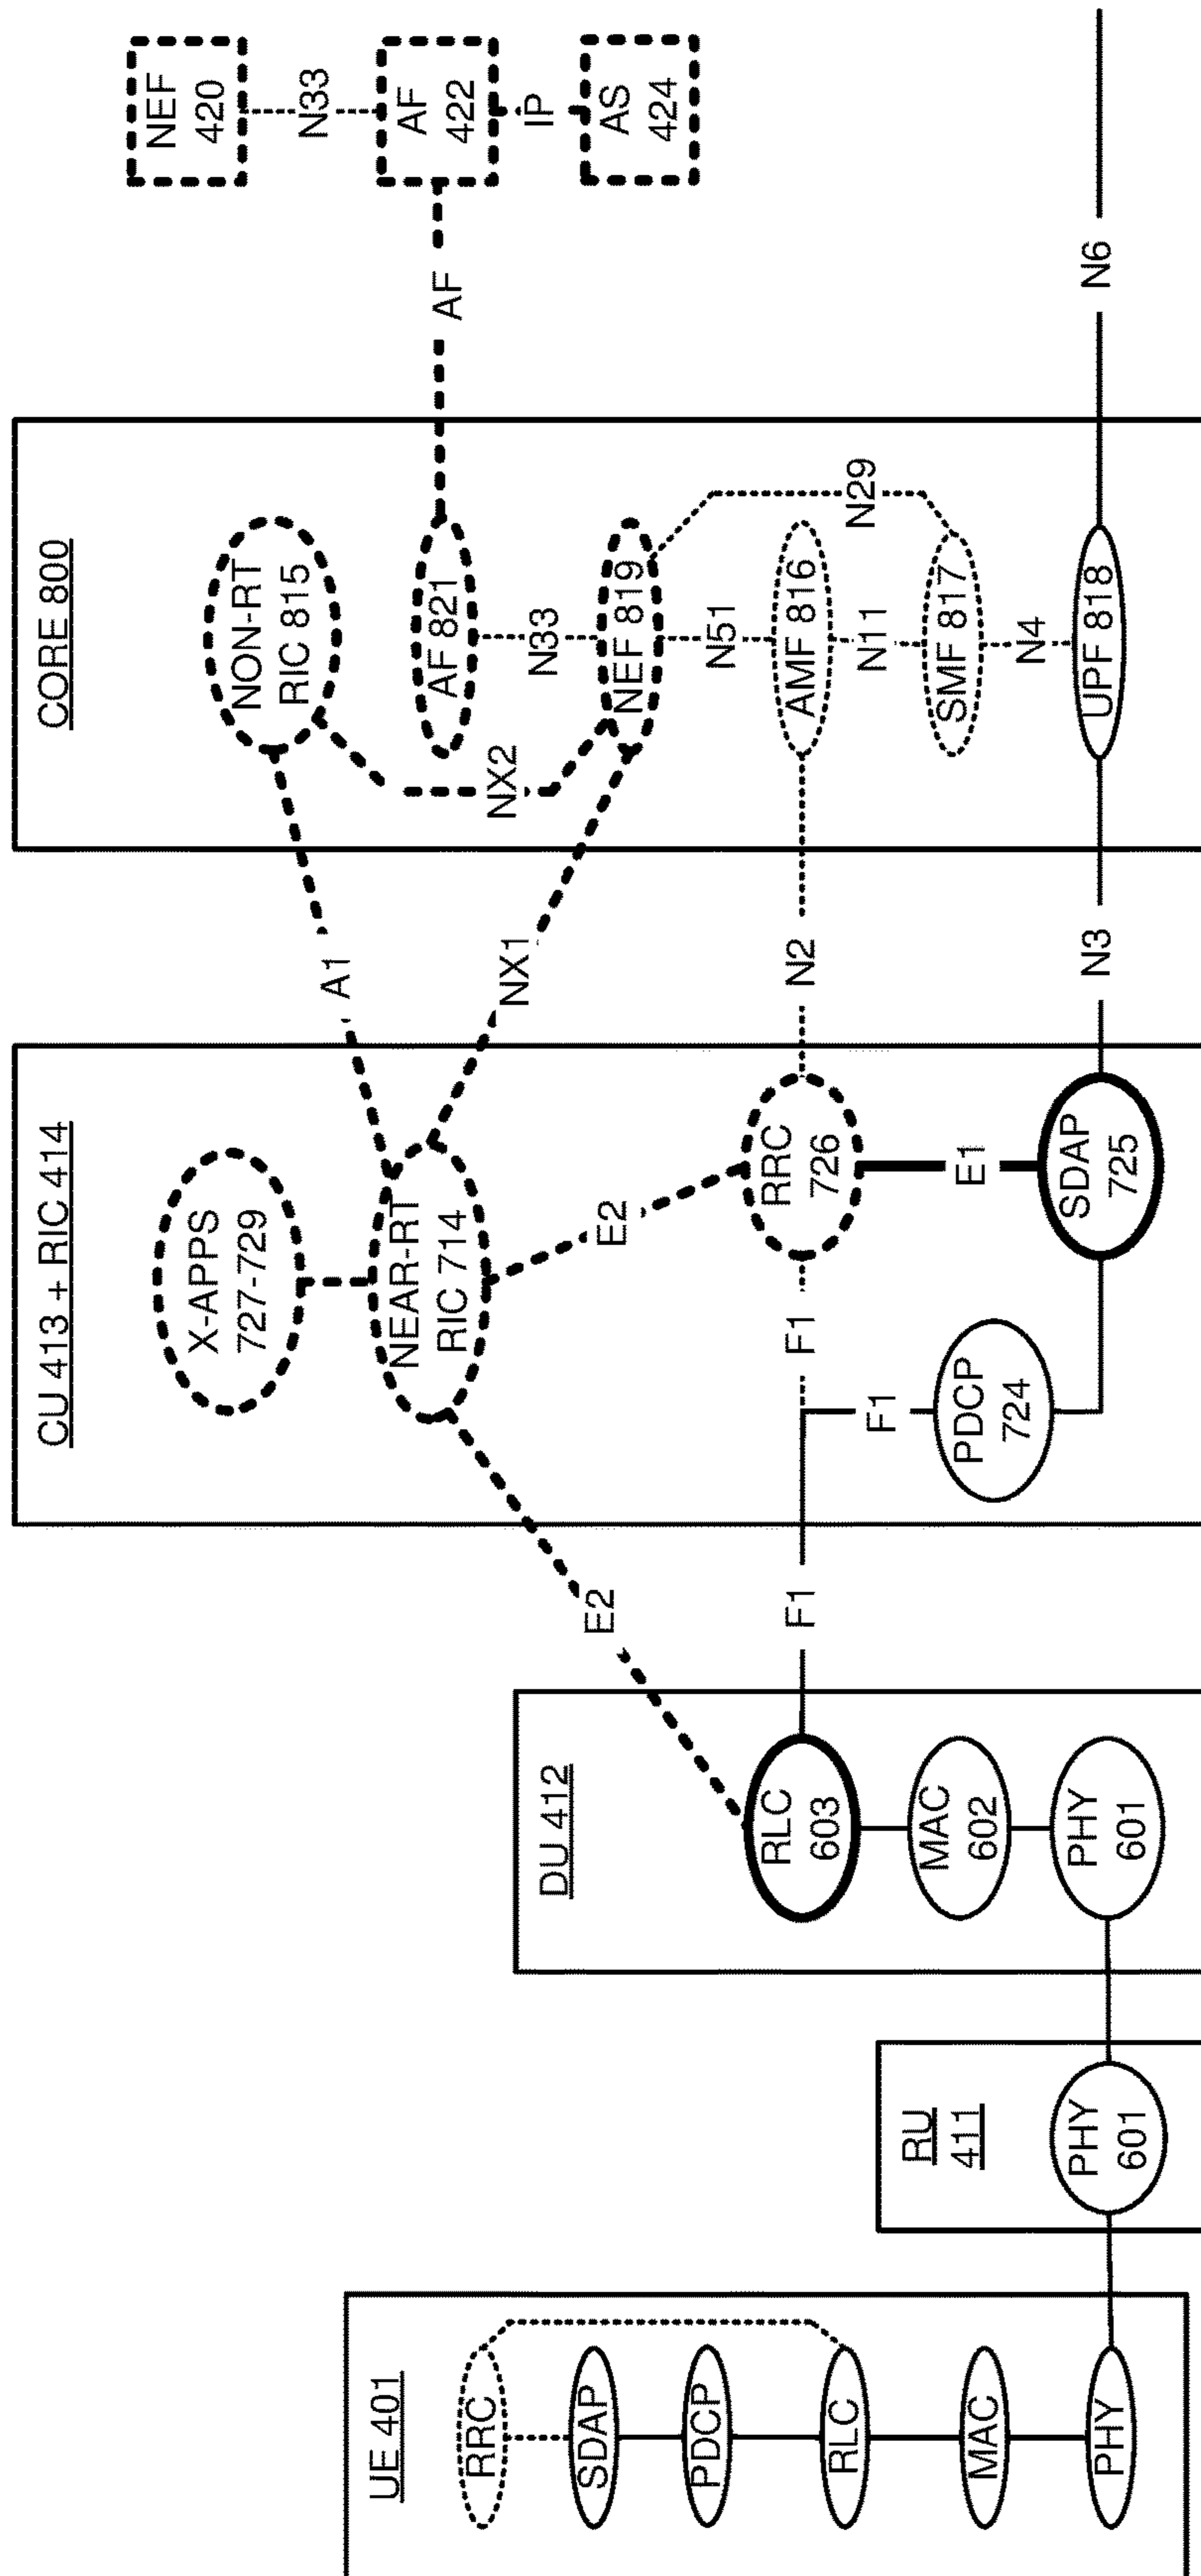 UE 401
RRC
SDAP
PDCP
RLC
MAC
PHY
RU
411
PHY
601
DU 412
RLC
603
MAC
602
PHY
601
E2
F1
CU 413 + RIC 414
X-APPS
727-729
NEAR-RT
RIC 714
E2
RRC
726
F1
F1
PDCP
724
E1
SDAP
725
A1
NX1
N2
N3
CORE 800
NON-RT
RIC 815
NX2
AF 821
N33
NEF 819
N51
N29
AMF 816
N11
SMF 817
N4
UPF 818
AF
N6
NEF
420
N33
AF
422
IP
AS
424